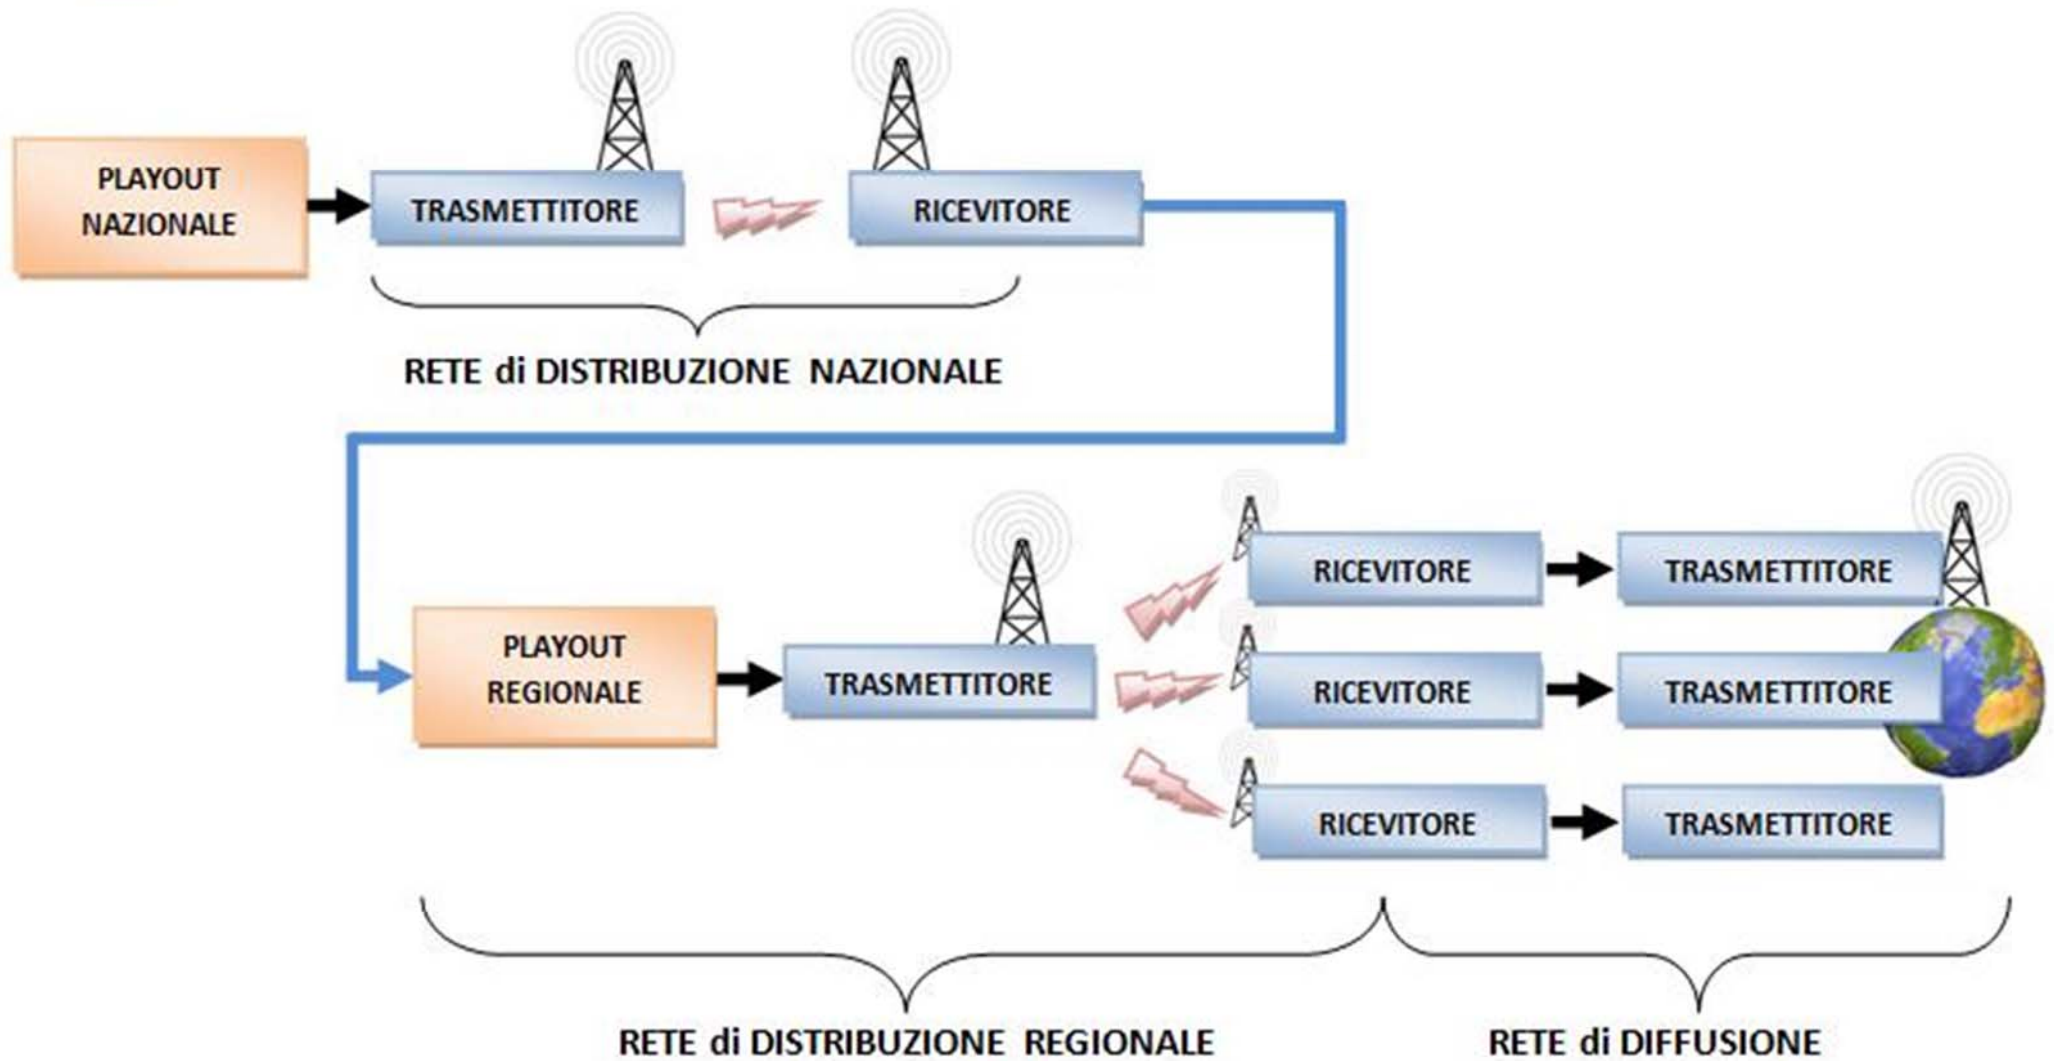 PLAYOUT
NAZIONALE
TRASMETTITORE
RICEVITORE
RETE di DISTRIBUZIONE NAZIONALE
PLAYOUT
REGIONALE
TRASMETTITORE
RICEVITORE
TRASMETTITORE
RICEVITORE
TRASMETTITORE
RICEVITORE
TRASMETTITORE
RETE di DISTRIBUZIONE REGIONALE
RETE di DIFFUSIONE